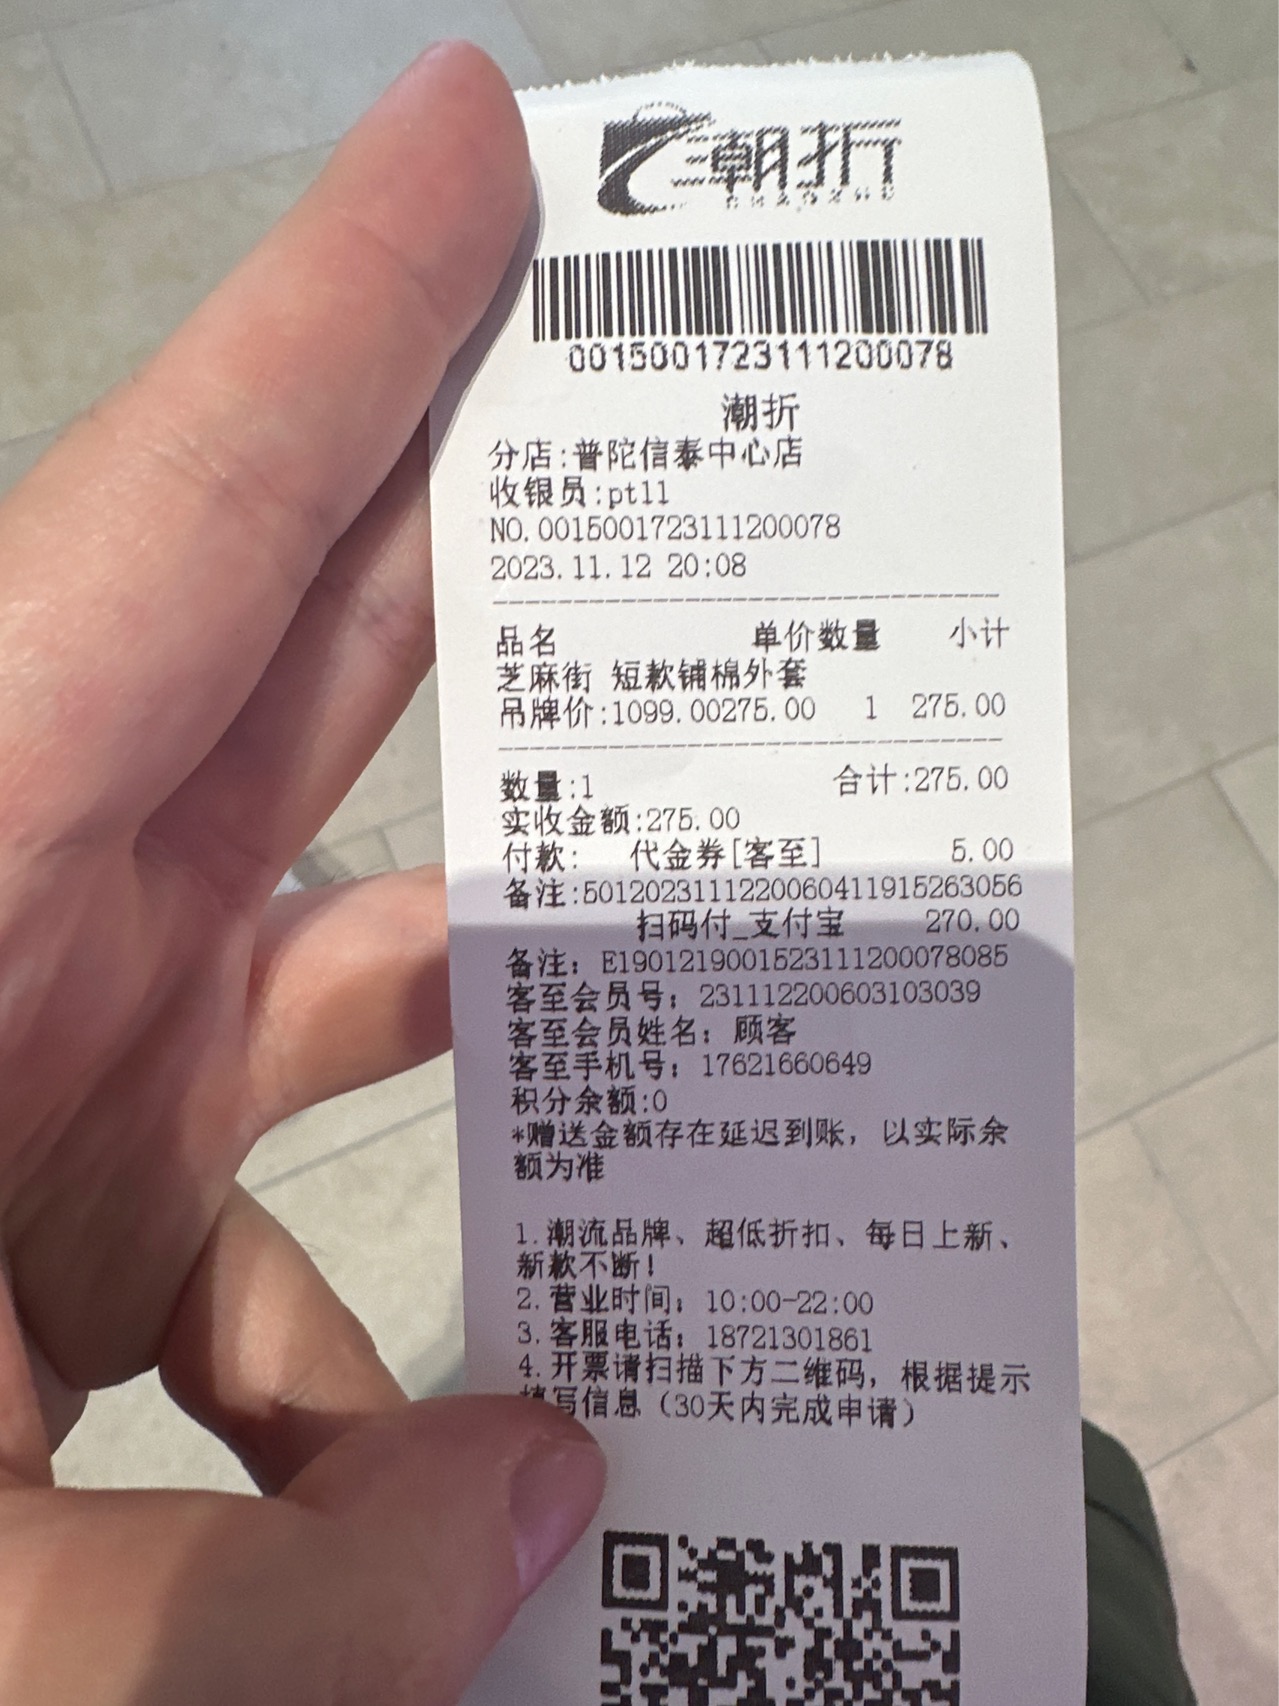 潮折
0015001723111200078
潮折
分店:普陀信泰中心店
收银员:pt11
NO.0015001723111200078
2023.11.12 20:08
品名 单价数量 小计
芝麻街 短款铺棉外套
吊牌价:1099.00275.00 1 275.00
数量:1 合计:275.00
实收金额:275.00
付款: 代金券[客至] 5.00
备注:5012023111220060411915263056
扫码付_支付宝 270.00
备注: E19012190015231112000780​85
客至会员号: 231112200603103039
客至会员姓名: 顾客
客至手机号: 17621660649
积分余额:0
*赠送金额存在延迟到账, 以实际余
额为准
1.潮流品牌、超低折扣、每日上新、
新款不断!
2.营业时间: 10:00-22:00
3.客服电话: 18721301861
4.开票请扫描下方二维码, 根据提示
填写信息 (30天内完成申请)